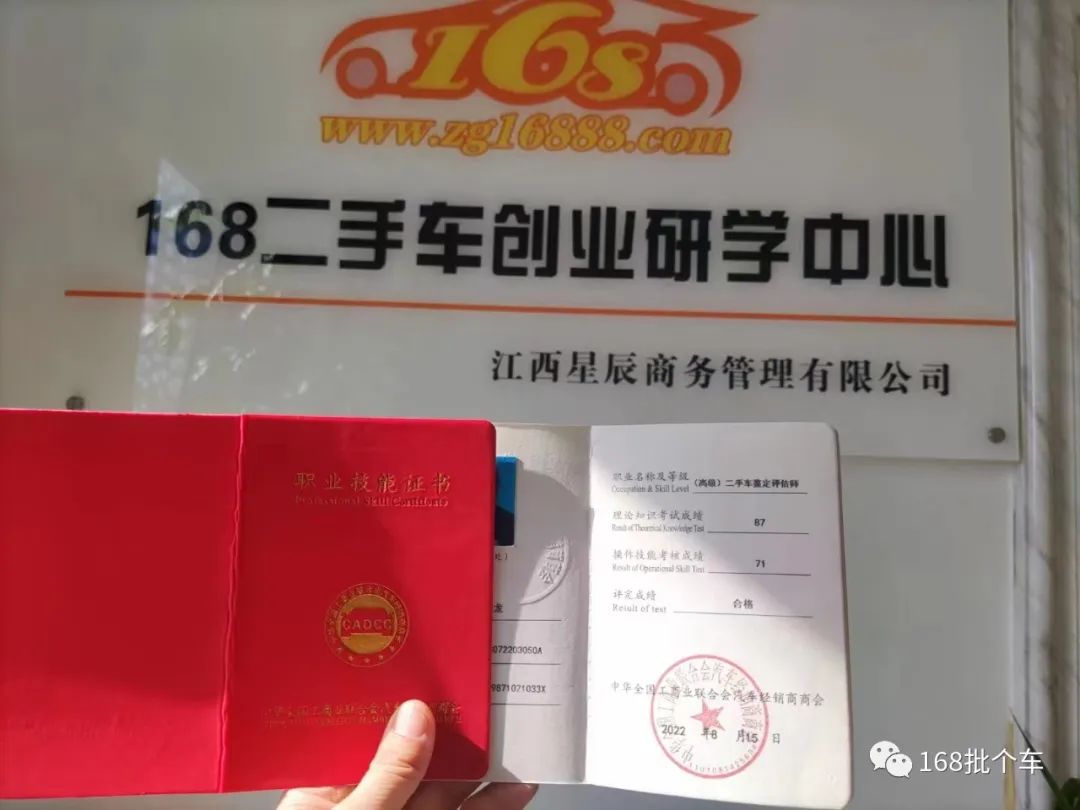 168
www.zg16888.com
168二手车创业研学中心
江西星辰商务管理有限公司
职业技能证书
Professional Skill Certificate
CADCC
职业名称及等级 (高级)二手车鉴定评估师
Occupation & Skill Level
理论知识考试成绩 87
Result of Theoretical Knowledge Test
操作技能考核成绩 71
Result of Operational Skill Test
评定成绩 合格
Result of test
中华全国工商业联合会汽车经销商商会
2022 年 8 月 15 日
处)
发
072203050A
9871021033X
168批个车